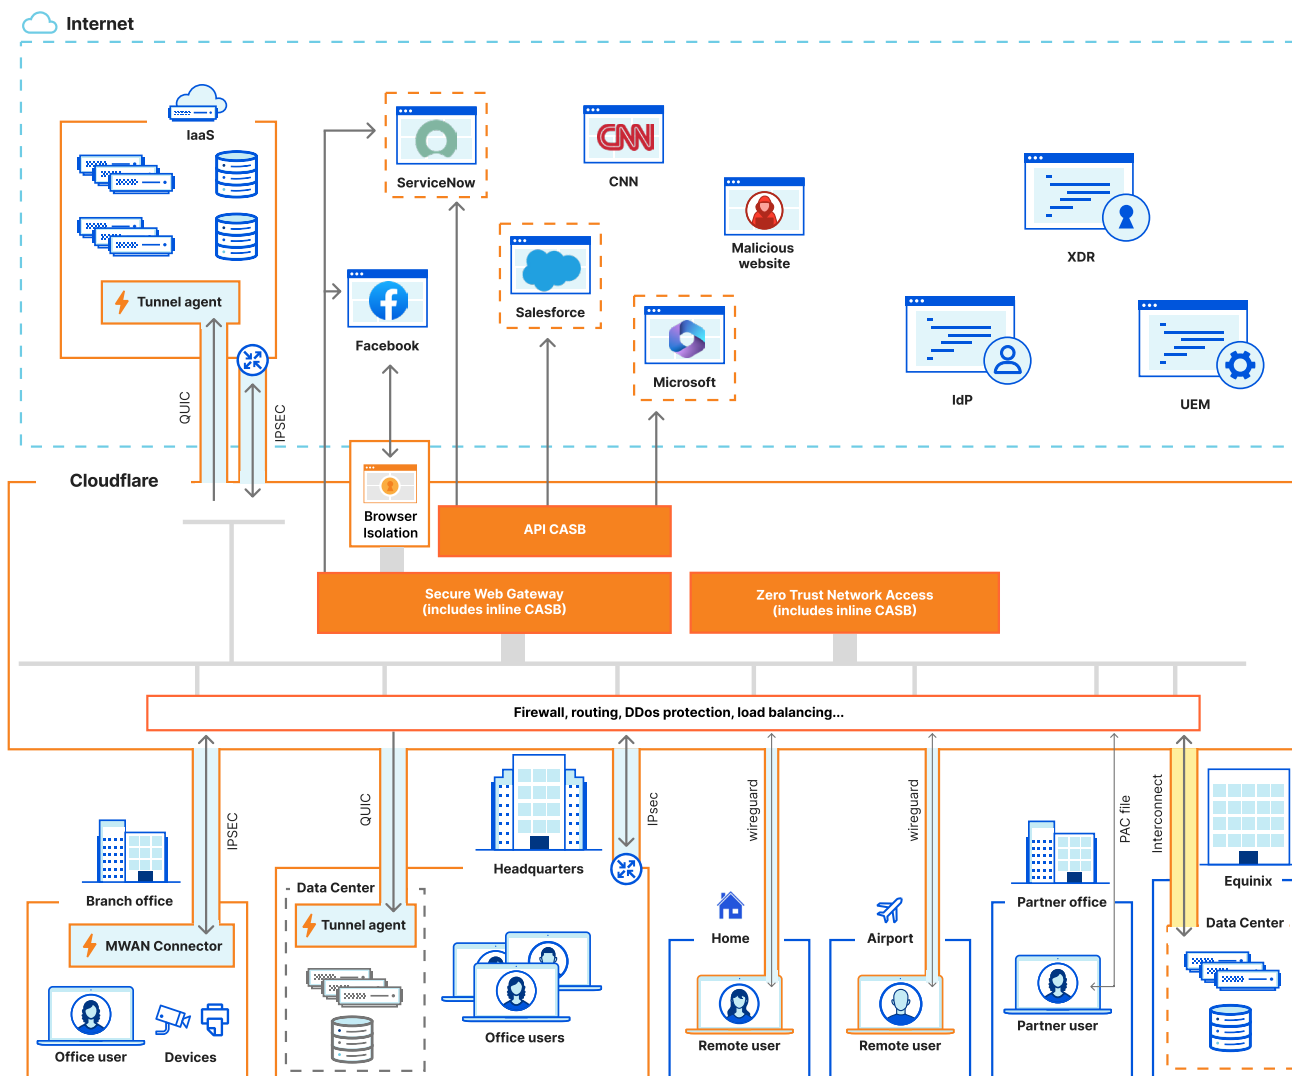 Internet
IaaS
Tunnel agent
QUIC
IPSEC
ServiceNow
CNN
CNN
Malicious
website
Salesforce
Facebook
Microsoft
XDR
IdP
UEM
Cloudflare
Browser
Isolation
API CASB
Secure Web Gateway
(includes inline CASB)
Zero Trust Network Access
(includes inline CASB)
Firewall, routing, DDos protection, load balancing...
IPSEC
QUIC
IPsec
wireguard
wireguard
PAC file
Interconnect
Branch office
MWAN Connector
Office user
Devices
Headquarters
Data Center
Tunnel agent
Office users
Home
Remote user
Airport
Remote user
Partner office
Partner user
Equinix
Data Center